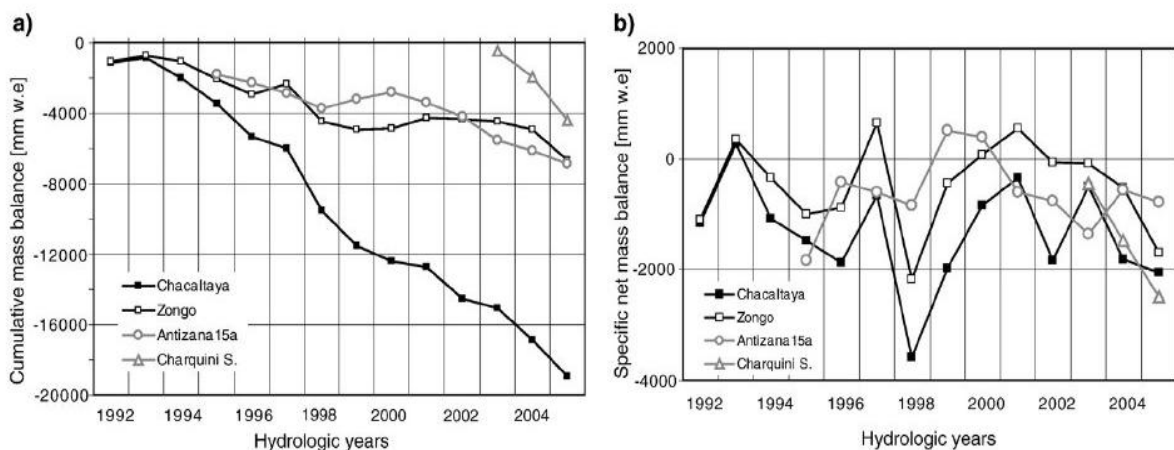 a)
Cumulative mass balance [mm w.e]
0
-4000
-8000
-12000
-16000
-20000
Chacaltaya
Zongo
Antizana15a
Charquini S.
1992 1994 1996 1998 2000 2002 2004
Hydrologic years
b)
Specific net mass balance [mm w.e]
2000
0
-2000
-4000
Chacaltaya
Zongo
Antizana15a
Charquini S.
1992 1994 1996 1998 2000 2002 2004
Hydrologic years